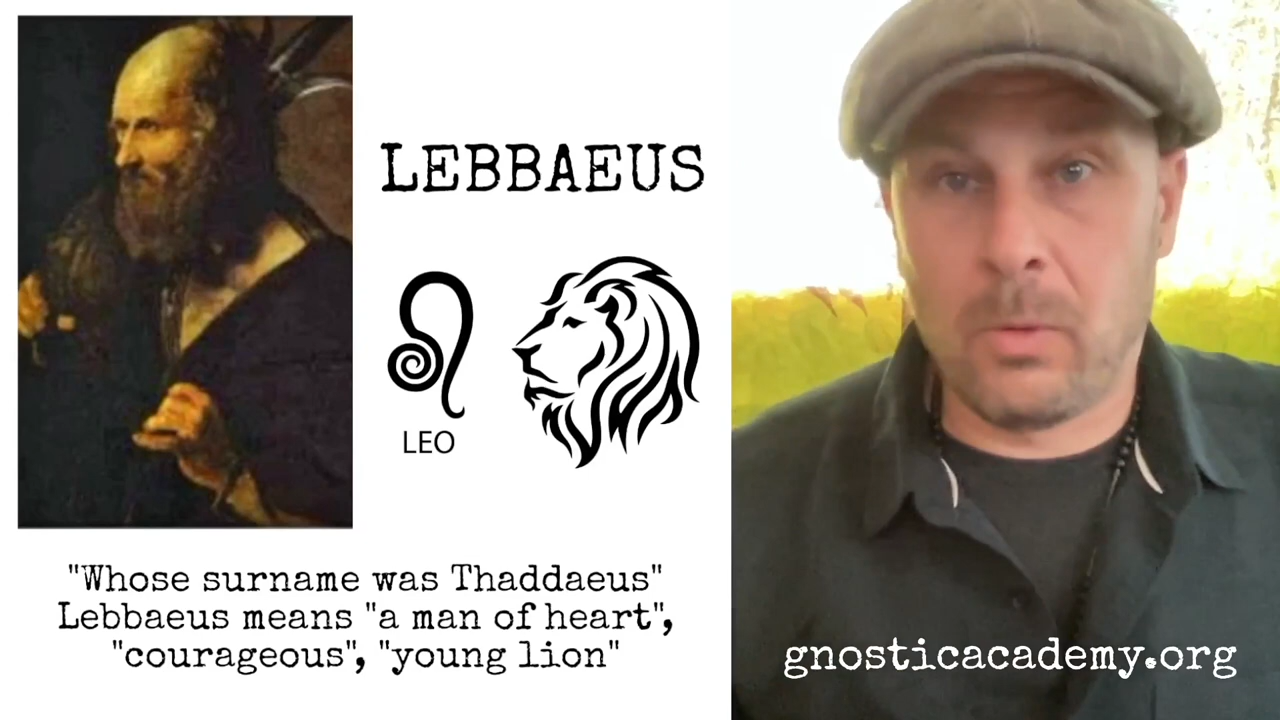 LEBBAEUS
LEO
"Whose surname was Thaddaeus"
Lebbaeus means "a man of heart",
"courageous", "young lion"
gnosticacademy.org